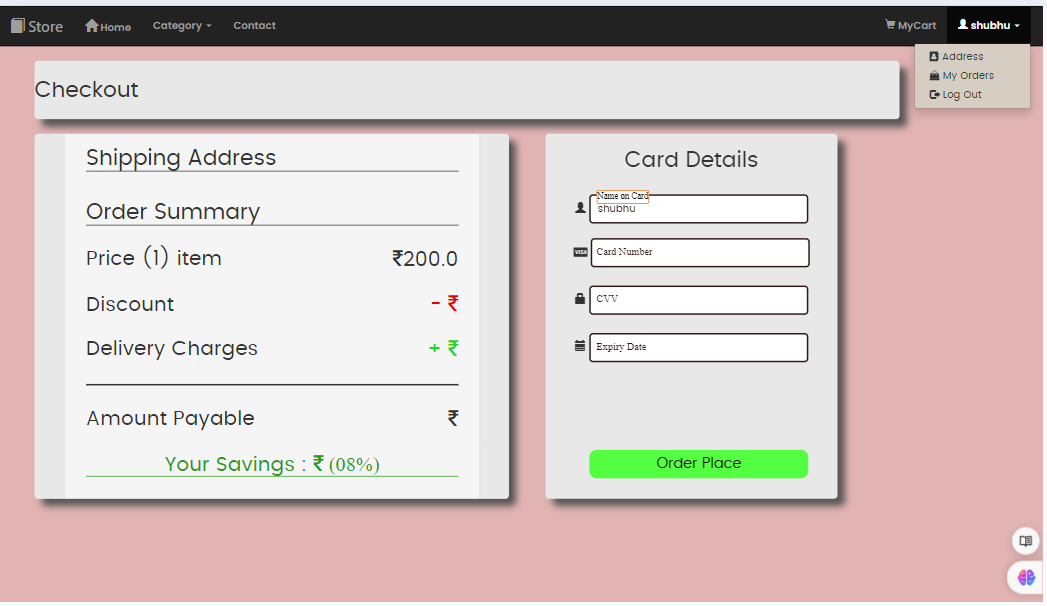 Store Home Category Contact MyCart shubhu
Address
My Orders
Log Out
Checkout
Shipping Address
Order Summary
Price (1) item ₹200.0
Discount - ₹
Delivery Charges + ₹
Amount Payable ₹
Your Savings : ₹ (08%)
Card Details
Name on Card
shubhu
VISA Card Number
CVV
Expiry Date
Order Place